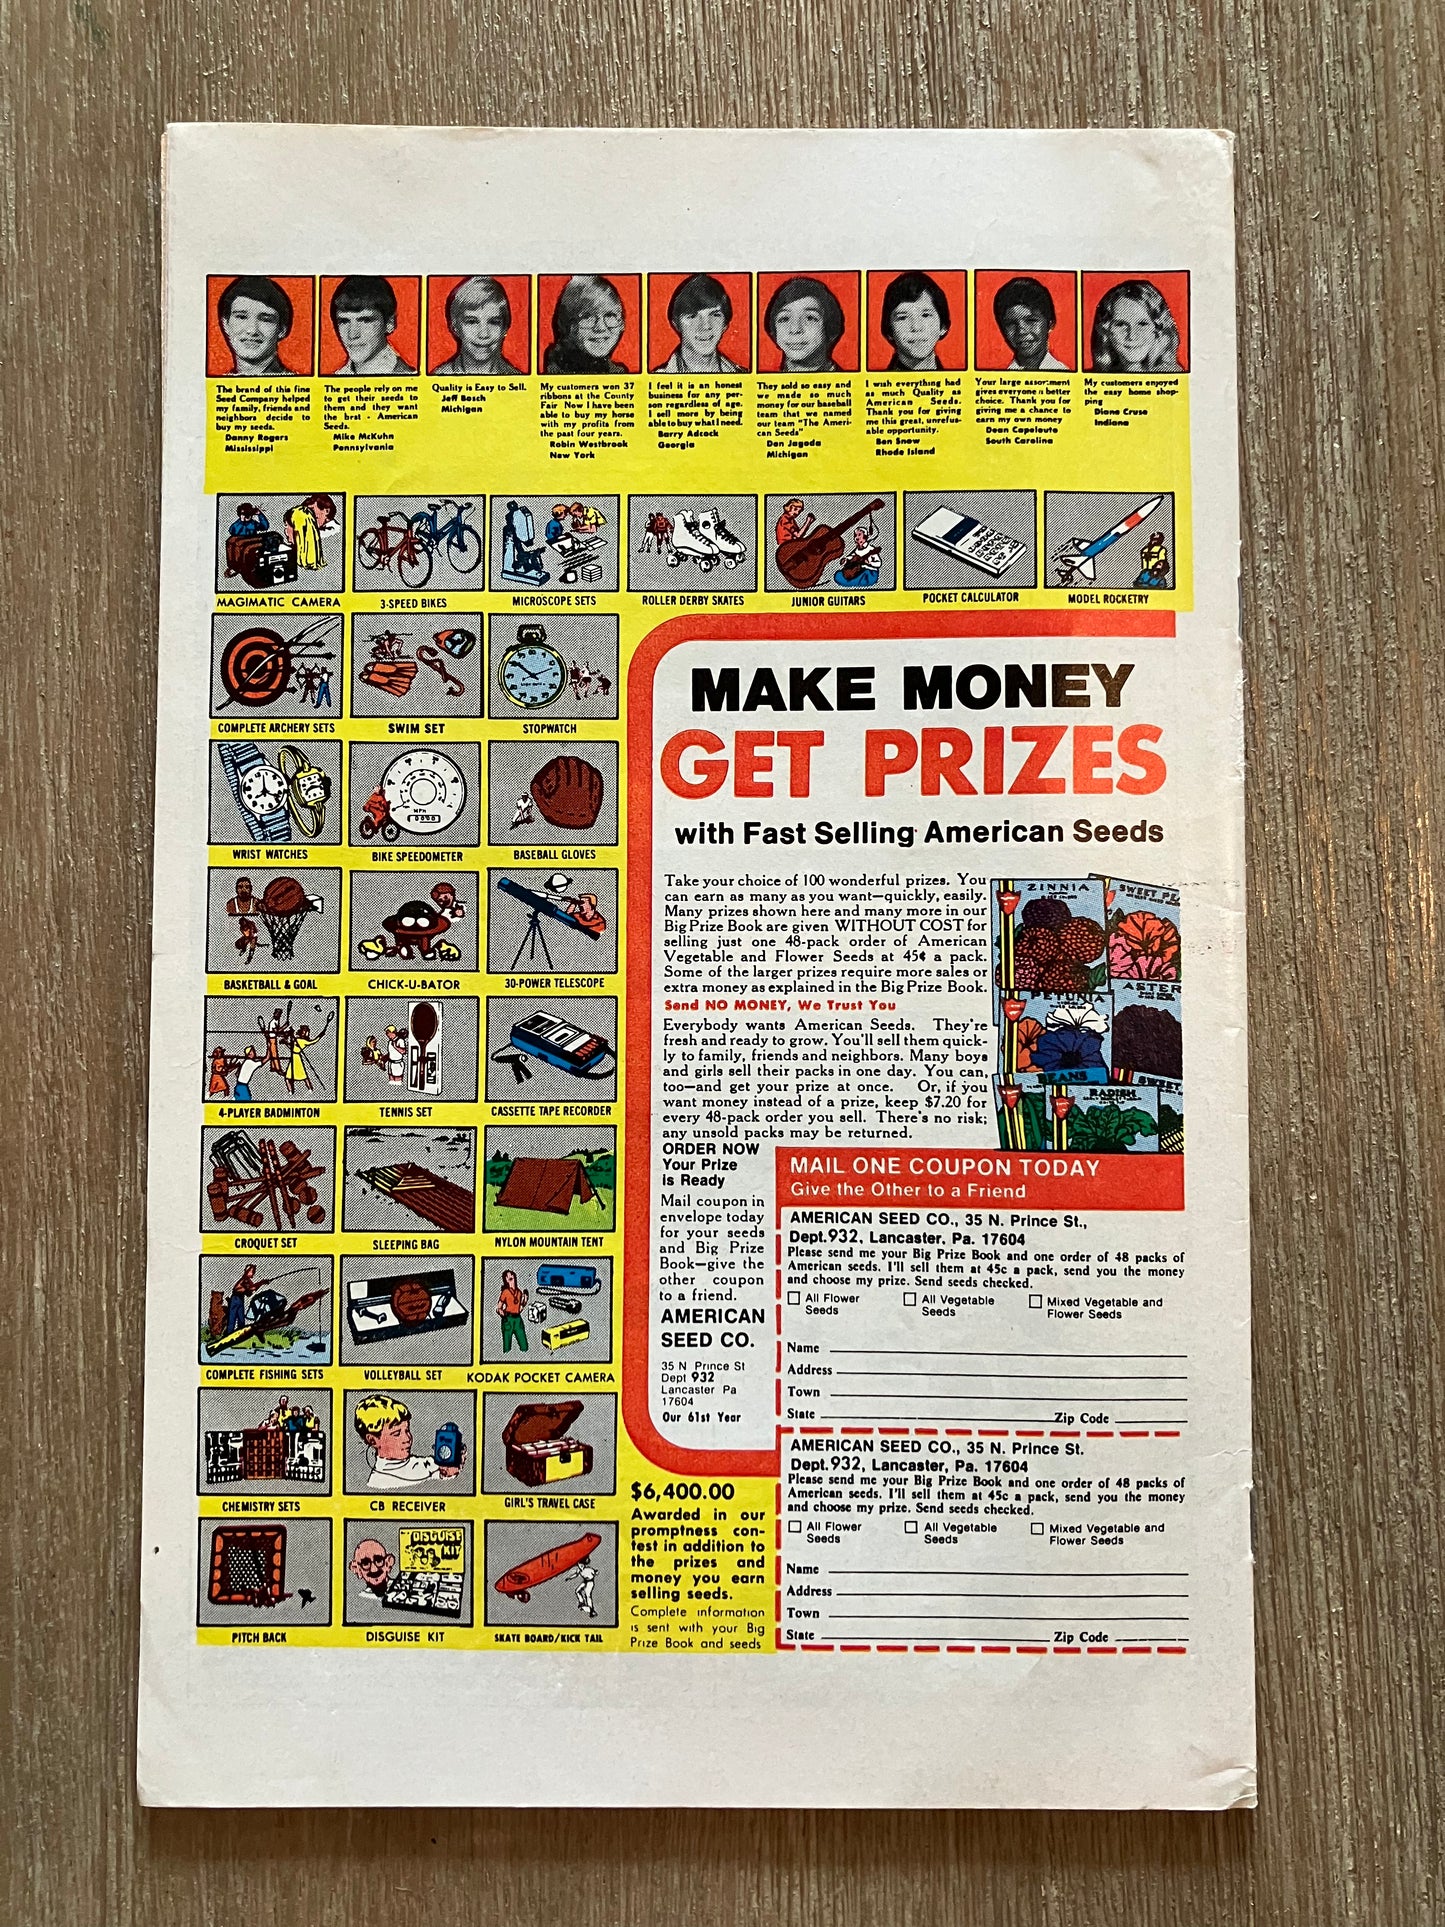 The brand of this fine
Seed Company helped
my family, friends and
neighbors decide to
buy my seeds.
Danny Rogers
Mississippi
The people rely on me
to get their seeds to
them and they want
the brst - American
Seeds.
Mike McKuhn
Pennsylvania
Quality is Easy to Sell.
Jeff Bosch
Michigan
My customers won 37
ribbons at the County
Fair Now I have been
able to buy my horse
with my profits from
the past four years.
Robin Westbrook
New York
I feel it is an honest
business for any per-
son regardless of age.
I sell more by being
able to buy what I need.
Barry Adcock
Georgia
They sold so easy and
we made so much
money for our baseball
team that we named
our team "The Ameri-
can Seeds"
Don Jagoda
Michigan
I wish everything had
as much Quality as
American Seeds.
Thank you for giving
me this great, unrefus-
able opportunity.
Ben Snow
Rhode Island
Your large assortment
gives everyone a better
choice. Thank you for
giving me a chance to
earn my own money
Dean Capeloute
South Carolina
My customers enjoyed
the easy home shop-
ping
Diane Cruse
Indiana
MAGIMATIC CAMERA
3-SPEED BIKES
MICROSCOPE SETS
ROLLER DERBY SKATES
JUNIOR GUITARS
POCKET CALCULATOR
MODEL ROCKETRY
COMPLETE ARCHERY SETS
SWIM SET
STOPWATCH
WRIST WATCHES
MPH
BIKE SPEEDOMETER
BASEBALL GLOVES
BASKETBALL & GOAL
CHICK-U-BATOR
30-POWER TELESCOPE
4-PLAYER BADMINTON
TENNIS SET
CASSETTE TAPE RECORDER
CROQUET SET
SLEEPING BAG
NYLON MOUNTAIN TENT
COMPLETE FISHING SETS
VOLLEYBALL SET
KODAK POCKET CAMERA
CHEMISTRY SETS
CB RECEIVER
GIRL'S TRAVEL CASE
PITCH BACK
DISGUISE
KIT
DISGUISE KIT
SKATE BOARD/KICK TAIL
MAKE MONEY
GET PRIZES
with Fast Selling American Seeds
Take your choice of 100 wonderful prizes. You
can earn as many as you want—quickly, easily.
Many prizes shown here and many more in our
Big Prize Book are given WITHOUT COST for
selling just one 48-pack order of American
Vegetable and Flower Seeds at 45¢ a pack.
Some of the larger prizes require more sales or
extra money as explained in the Big Prize Book.
Send NO MONEY, We Trust You
Everybody wants American Seeds. They're
fresh and ready to grow. You'll sell them quick-
ly to family, friends and neighbors. Many boys
and girls sell their packs in one day. You can,
too—and get your prize at once. Or, if you
want money instead of a prize, keep $7.20 for
every 48-pack order you sell. There's no risk;
any unsold packs may be returned.
ZINNIA
SWEET PE
PETUNIA
ASTER
BEANS
RADISH
SWEET
ORDER NOW
Your Prize
is Ready
Mail coupon in
envelope today
for your seeds
and Big Prize
Book—give the
other coupon
to a friend.
AMERICAN
SEED CO.
35 N Prince St
Dept 932
Lancaster Pa
17604
Our 61st Year
$6,400.00
Awarded in our
promptness con-
test in addition to
the prizes and
money you earn
selling seeds.
Complete information
is sent with your Big
Prize Book and seeds
MAIL ONE COUPON TODAY
Give the Other to a Friend
AMERICAN SEED CO., 35 N. Prince St.,
Dept.932, Lancaster, Pa. 17604
Please send me your Big Prize Book and one order of 48 packs of
American seeds. I'll sell them at 45c a pack, send you the money
and choose my prize. Send seeds checked.
All Flower
Seeds
All Vegetable
Seeds
Mixed Vegetable and
Flower Seeds
Name
Address
Town
State Zip Code
AMERICAN SEED CO., 35 N. Prince St.
Dept.932, Lancaster, Pa. 17604
Please send me your Big Prize Book and one order of 48 packs of
American seeds. I'll sell them at 45c a pack, send you the money
and choose my prize. Send seeds checked.
All Flower
Seeds
All Vegetable
Seeds
Mixed Vegetable and
Flower Seeds
Name
Address
Town
State Zip Code